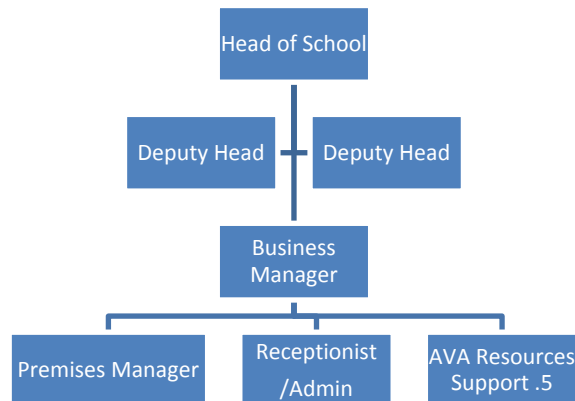 Head of School
Deputy Head
Deputy Head
Business
Manager
Premises Manager
Receptionist
/Admin
AVA Resources
Support .5